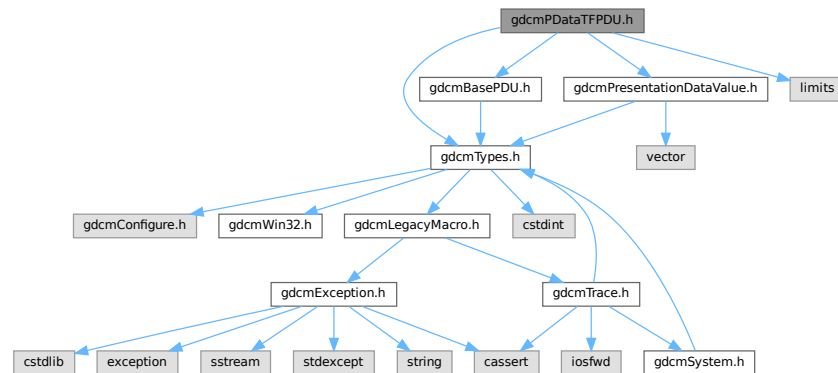 gdcmPDataTFPDU.h
gdcmBasePDU.h
gdcmPresentationDataValue.h
limits
gdcmTypes.h
vector
gdcmConfigure.h
gdcmWin32.h
gdcmLegacyMacro.h
cstdint
gdcmException.h
gdcmTrace.h
cstdlib
exception
sstream
stdexcept
string
cassert
iosfwd
gdcmSystem.h